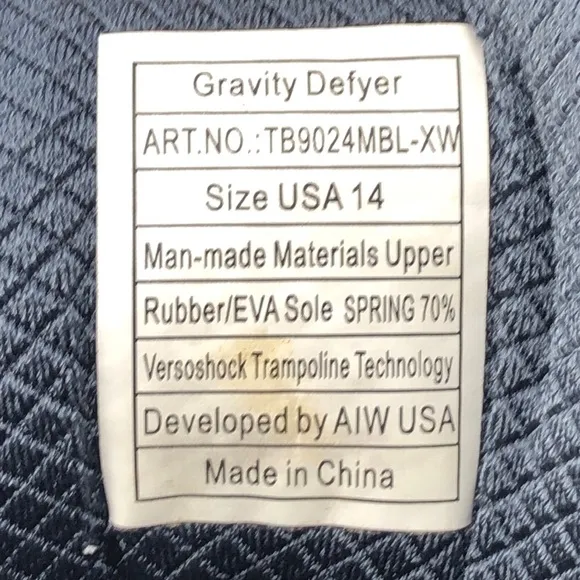 Gravity Defyer
ART.NO.:TB9024MBL-XW
Size USA 14
Man-made Materials Upper
Rubber/EVA Sole SPRING 70%
Versoshock Trampoline Technology
Developed by AIW USA
Made in China